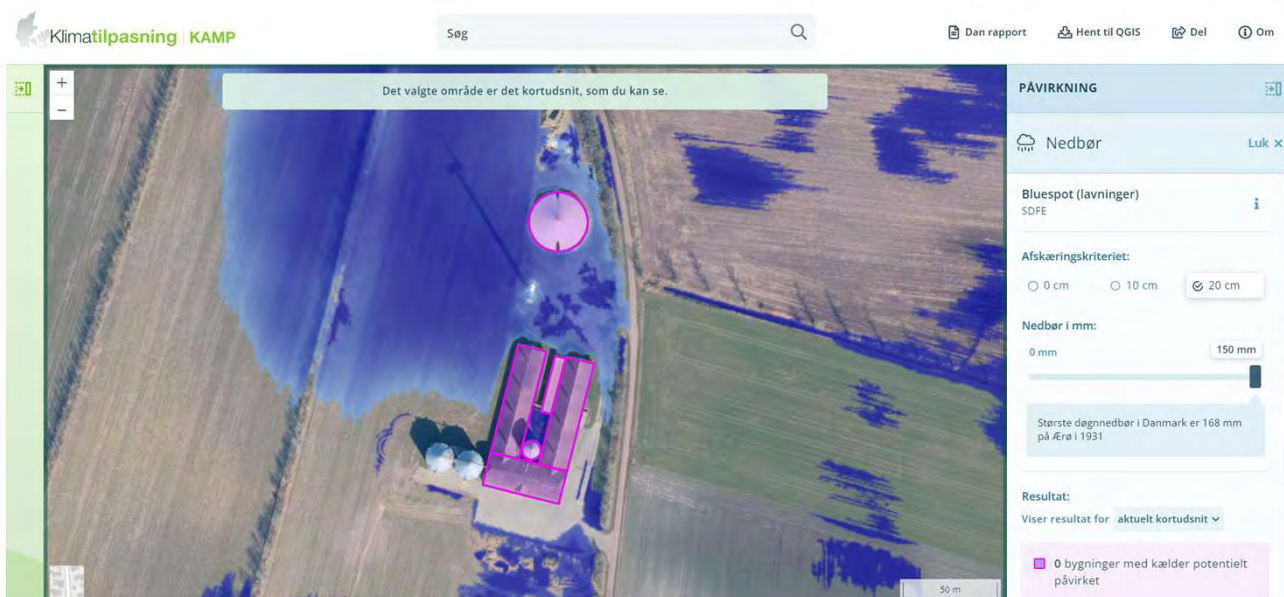 Klimatilpasning | KAMP
Søg
Dan rapport
Hent til QGIS
Del
Om
+
−
Det valgte område er det kortudsnit, som du kan se.
50 m
PÅVIRKNING
Nedbør
Luk ×
Bluespot (lavninger)
SDFE
i
Afskæringskriteriet:
0 cm
10 cm
20 cm
Nedbør i mm:
0 mm
150 mm
Største døgnnedbør i Danmark er 168 mm
på Ærø i 1931
Resultat:
Viser resultat for aktuelt kortudsnit
0 bygninger med kælder potentielt
påvirket